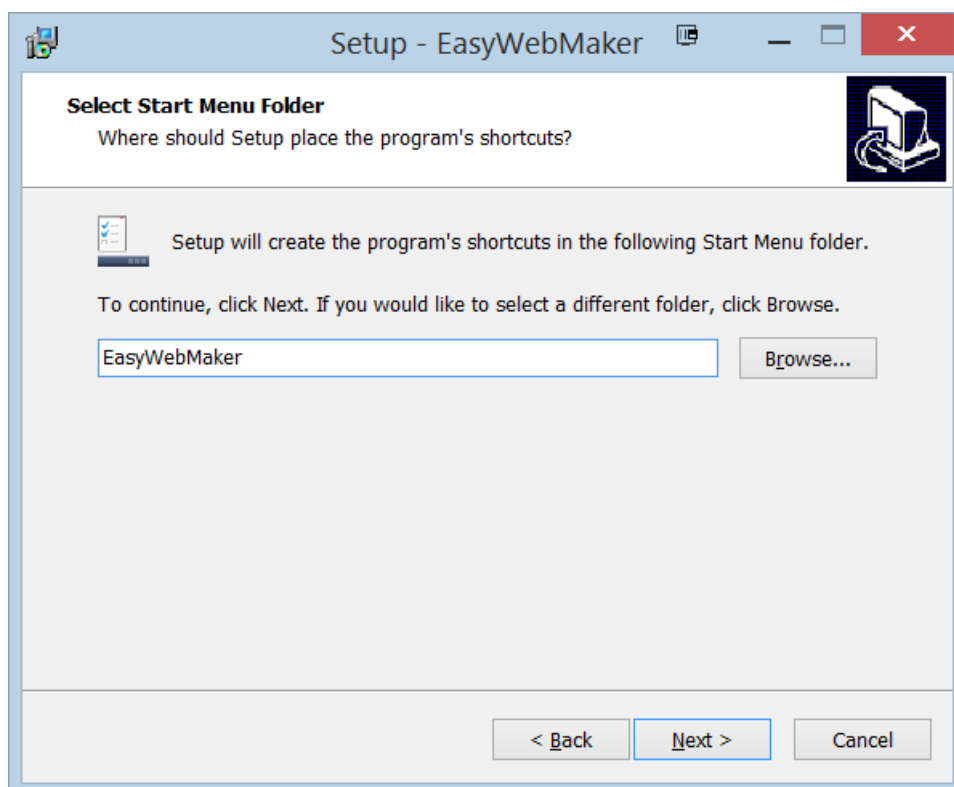 Setup - EasyWebMaker
Select Start Menu Folder
Where should Setup place the program's shortcuts?
Setup will create the program's shortcuts in the following Start Menu folder.
To continue, click Next. If you would like to select a different folder, click Browse.
EasyWebMaker
Browse...
< Back
Next >
Cancel